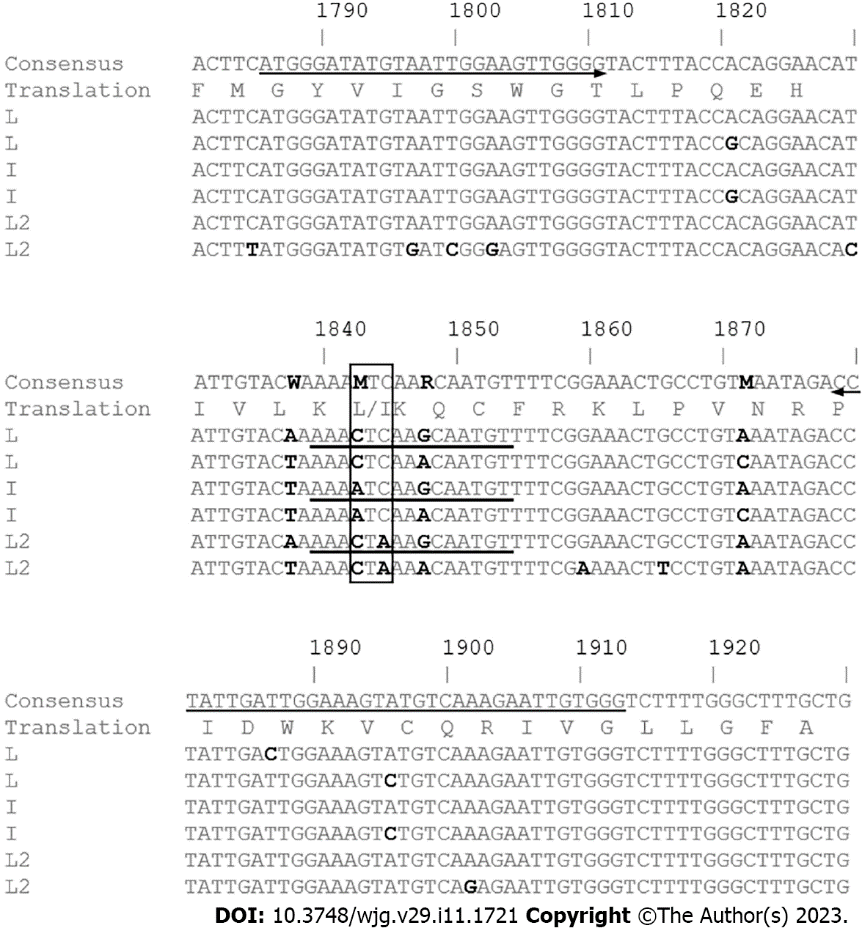 1790 1800 1810 1820
| | | | |
Consensus ACTTCATGGGATATGTAATTGGAAGTTGGGGTACTTTACCACAGGAACAT
Translation F M G Y V I G S W G T L P Q E H
L ACTTCATGGGATATGTAATTGGAAGTTGGGGTACTTTACCACAGGAACAT
L ACTTCATGGGATATGTAATTGGAAGTTGGGGTACTTTACCGCAGGAACAT
I ACTTCATGGGATATGTAATTGGAAGTTGGGGTACTTTACCACAGGAACAT
I ACTTCATGGGATATGTAATTGGAAGTTGGGGTACTTTACCGCAGGAACAT
L2 ACTTCATGGGATATGTAATTGGAAGTTGGGGTACTTTACCACAGGAACAT
L2 ACTTTATGGGATATGTGATCGGGAGTTGGGGTACTTTACCACAGGAACAC
1840 1850 1860 1870
| | | | |
Consensus ATTGTACWAAAAMTCAARCAATGTTTTCGGAAACTGCCTGTMAATAGACC
Translation I V L K L/IK Q C F R K L P V N R P
L ATTGTACAAAAACTCAAGCAATGTTTTCGGAAACTGCCTGTAAATAGACC
L ATTGTACTAAAACTCAAACAATGTTTTCGGAAACTGCCTGTCAATAGACC
I ATTGTACTAAAAATCAAGCAATGTTTTCGGAAACTGCCTGTAAATAGACC
I ATTGTACTAAAAATCAAACAATGTTTTCGGAAACTGCCTGTCAATAGACC
L2 ATTGTACAAAAACTAAAGCAATGTTTTCGGAAACTGCCTGTAAATAGACC
L2 ATTGTACTAAAACTAAAACAATGTTTTCGAAAACTTCCTGTAAATAGACC
1890 1900 1910 1920
| | | | |
Consensus TATTGATTGGAAAGTATGTCAAAGAATTGTGGGTCTTTTGGGCTTTGCTG
Translation I D W K V C Q R I V G L L G F A
L TATTGACTGGAAAGTATGTCAAAGAATTGTGGGTCTTTTGGGCTTTGCTG
L TATTGATTGGAAAGTCTGTCAAAGAATTGTGGGTCTTTTGGGCTTTGCTG
I TATTGATTGGAAAGTATGTCAAAGAATTGTGGGTCTTTTGGGCTTTGCTG
I TATTGATTGGAAAGTCTGTCAAAGAATTGTGGGTCTTTTGGGCTTTGCTG
L2 TATTGATTGGAAAGTATGTCAAAGAATTGTGGGTCTTTTGGGCTTTGCTG
L2 TATTGATTGGAAAGTATGTCAGAGAATTGTGGGTCTTTTGGGCTTTGCTG
DOI: 10.3748/wjg.v29.i11.1721 Copyright ©The Author(s) 2023.